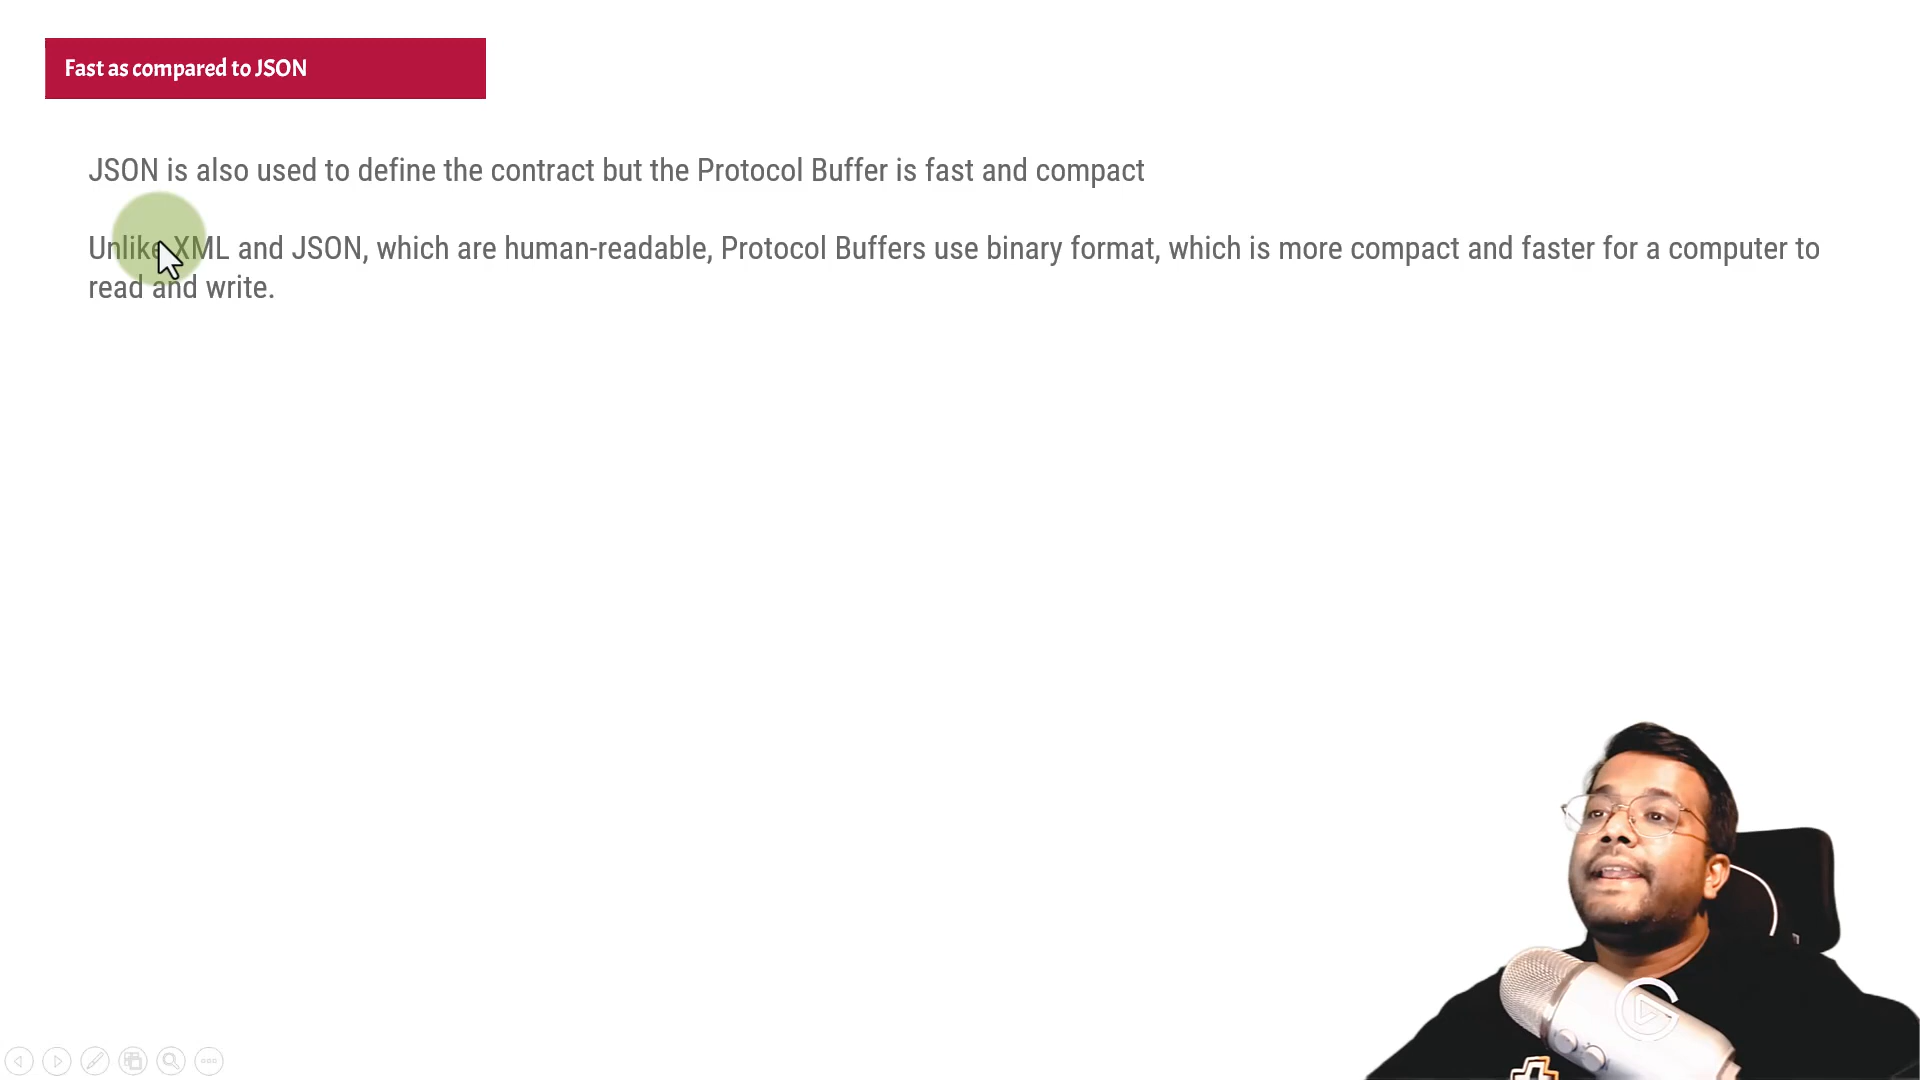 Fast as compared to JSON
JSON is also used to define the contract but the Protocol Buffer is fast and compact
Unlike XML and JSON, which are human-readable, Protocol Buffers use binary format, which is more compact and faster for a computer to
read and write.